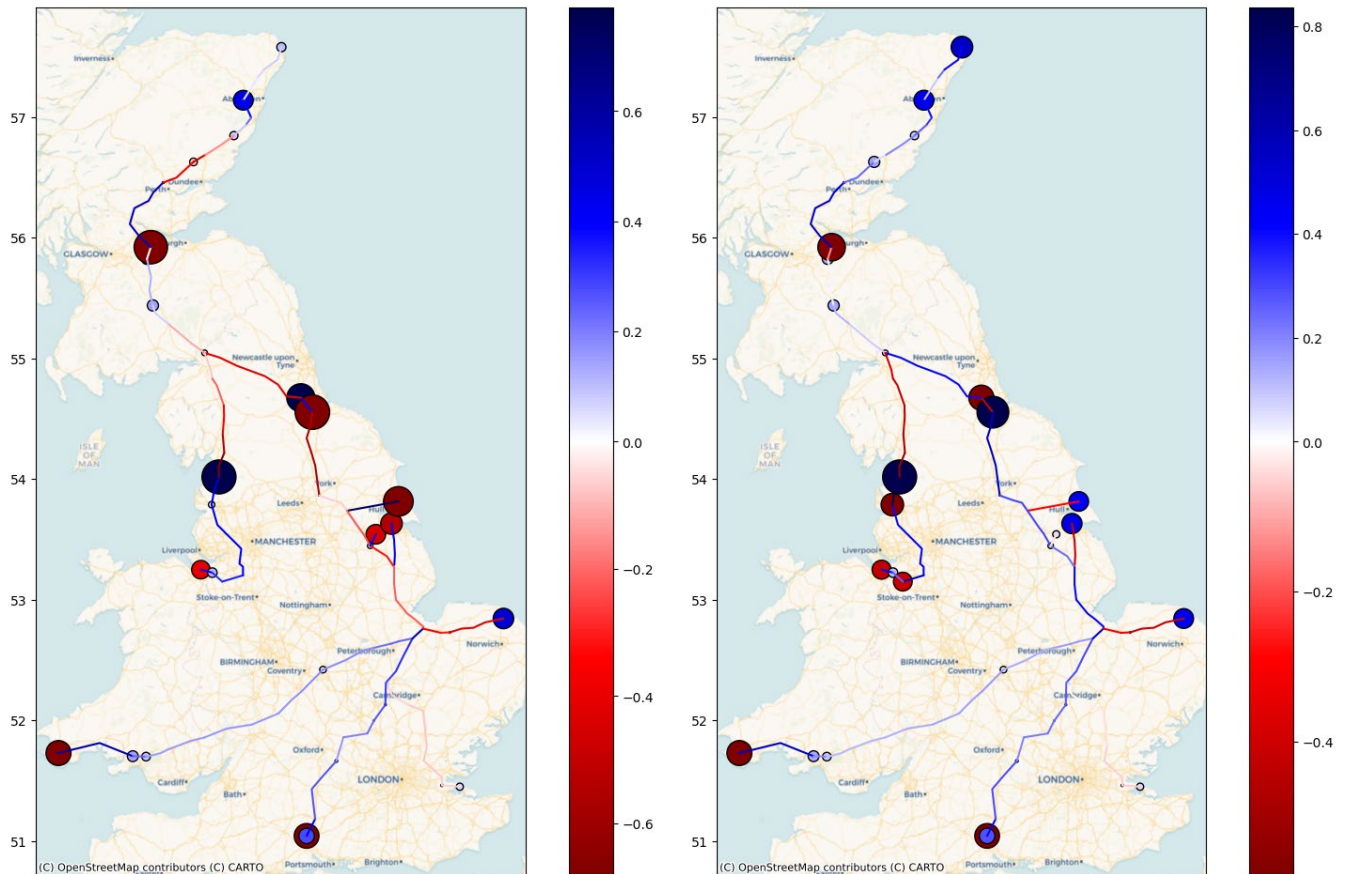 Inverness
Ab n
57
Dundee
Perth
56
urgh
GLASGOW
55
Newcastle upon
Tyne
ISLE
OF
MAN
54
York
Leeds
Hull
MANCHESTER
Liverpool
53
Stoke-on-Trent
Nottingham
Norwich
Peterborough
BIRMINGHAM
Coventry
Cambridge
52
Oxford
LONDON
Cardiff
Bath
51
Portsmouth
Brighton
(C) OpenStreetMap contributors (C) CARTO
0.6
0.4
0.2
0.0
−0.2
−0.4
−0.6
Inverness
Ab n
57
Dundee
Perth
56
urgh
GLASGOW
55
Newcastle upon
Tyne
ISLE
OF
MAN
54
York
Leeds
Hull
MANCHESTER
Liverpool
53
Stoke-on-Trent
Nottingham
Norwich
Peterborough
BIRMINGHAM
Coventry
Cambridge
52
Oxford
LONDON
Cardiff
Bath
51
Portsmouth
Brighton
(C) OpenStreetMap contributors (C) CARTO
0.8
0.6
0.4
0.2
0.0
−0.2
−0.4